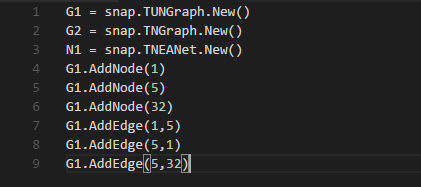 1 G1 = snap.TUNGraph.New()
2 G2 = snap.TNGraph.New()
3 N1 = snap.TNEANet.New()
4 G1.AddNode(1)
5 G1.AddNode(5)
6 G1.AddNode(32)
7 G1.AddEdge(1,5)
8 G1.AddEdge(5,1)
9 G1.AddEdge(5,32)